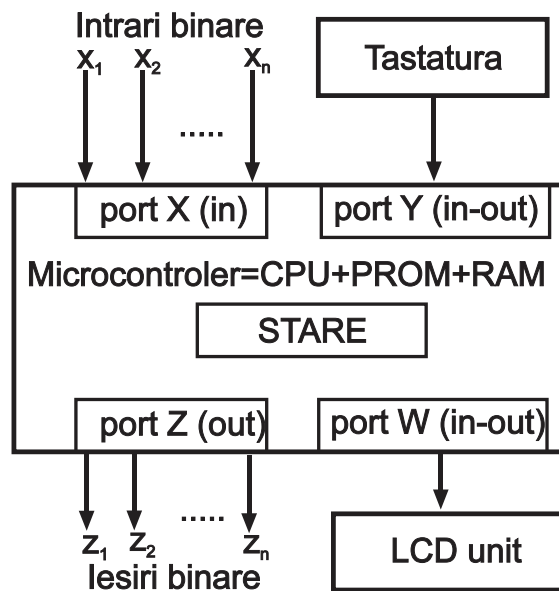 Intrari binare
x1 x2 xn
.....
Tastatura
port X (in)
port Y (in-out)
Microcontroler=CPU+PROM+RAM
STARE
port Z (out)
port W (in-out)
.....
z1 z2 zn
Iesiri binare
LCD unit